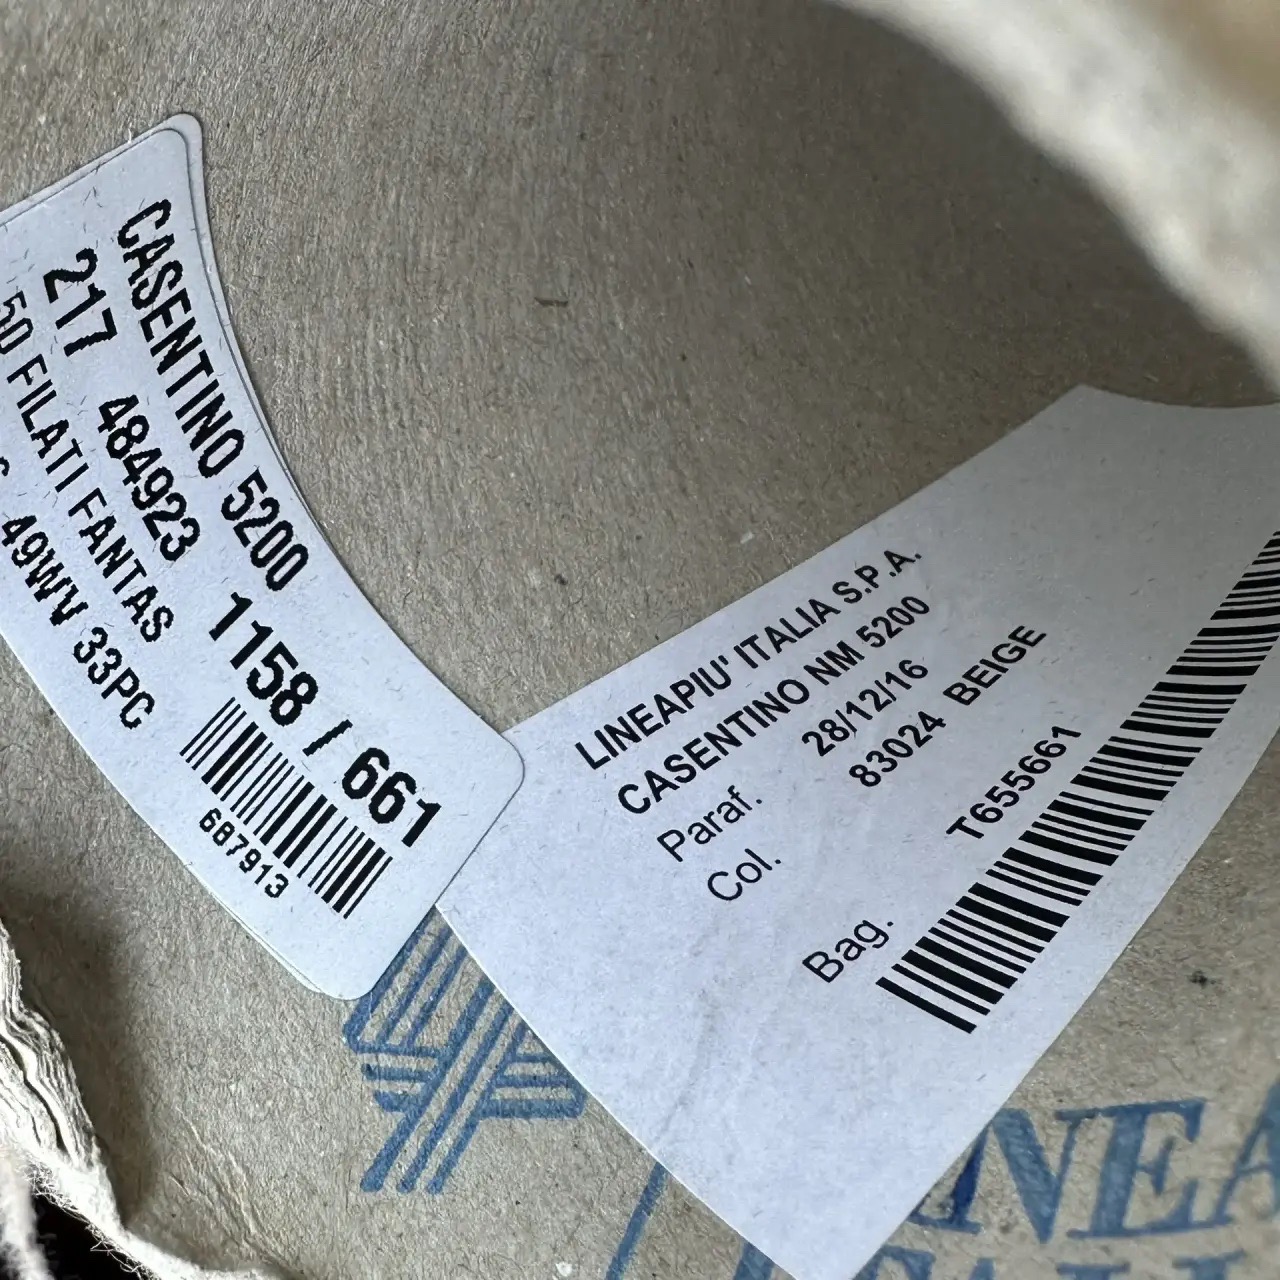 CASENTINO 5200
217 484923 1158 / 661
50 FILATI FANTAS
49WV 33PC
687913
LINEAPIU' ITALIA S.P.A.
CASENTINO NM 5200
Paraf. 28/12/16
Col. 83024 BEIGE
Bag. T655661